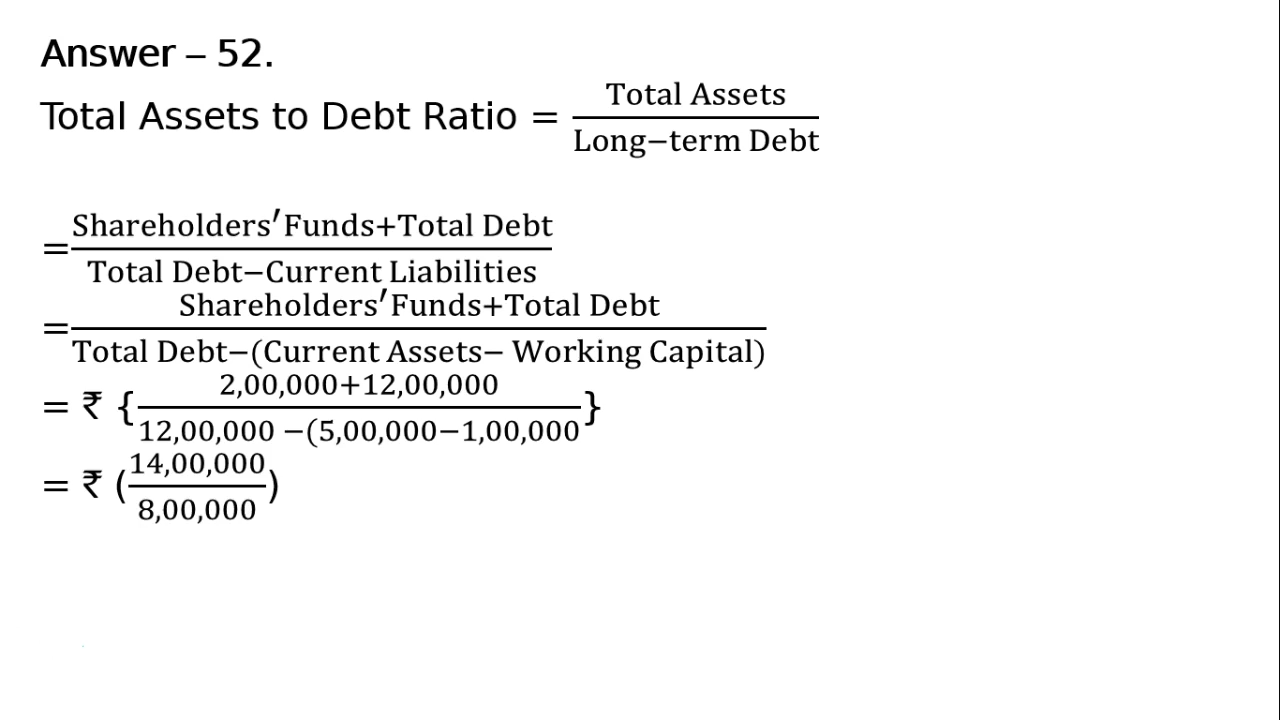 Answer – 52.
Total Assets to Debt Ratio = Total Assets / Long−term Debt
= Shareholders′Funds+Total Debt / Total Debt−Current Liabilities
= Shareholders′Funds+Total Debt / Total Debt−(Current Assets− Working Capital)
= ₹ {2,00,000+12,00,000 / 12,00,000 −(5,00,000−1,00,000}
= ₹ (14,00,000 / 8,00,000)